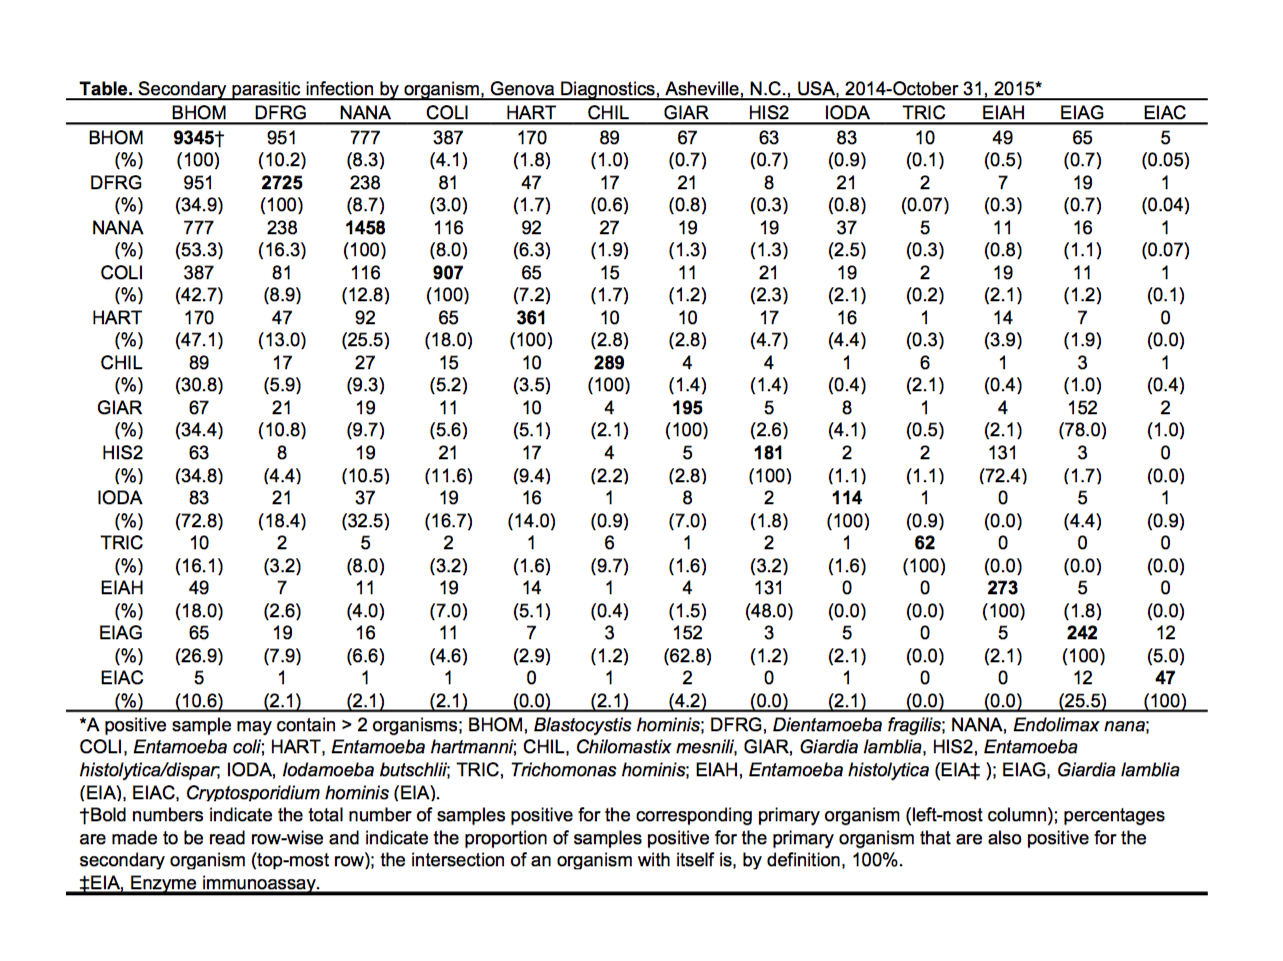 Table. Secondary parasitic infection by organism, Genova Diagnostics, Asheville, N.C., USA, 2014-October 31, 2015*
BHOM DFRG NANA COLI HART CHIL GIAR HIS2 IODA TRIC EIAH EIAG EIAC
BHOM 9345† 951 777 387 170 89 67 63 83 10 49 65 5
(%) (100) (10.2) (8.3) (4.1) (1.8) (1.0) (0.7) (0.7) (0.9) (0.1) (0.5) (0.7) (0.05)
DFRG 951 2725 238 81 47 17 21 8 21 2 7 19 1
(%) (34.9) (100) (8.7) (3.0) (1.7) (0.6) (0.8) (0.3) (0.8) (0.07) (0.3) (0.7) (0.04)
NANA 777 238 1458 116 92 27 19 19 37 5 11 16 1
(%) (53.3) (16.3) (100) (8.0) (6.3) (1.9) (1.3) (1.3) (2.5) (0.3) (0.8) (1.1) (0.07)
COLI 387 81 116 907 65 15 11 21 19 2 19 11 1
(%) (42.7) (8.9) (12.8) (100) (7.2) (1.7) (1.2) (2.3) (2.1) (0.2) (2.1) (1.2) (0.1)
HART 170 47 92 65 361 10 10 17 16 1 14 7 0
(%) (47.1) (13.0) (25.5) (18.0) (100) (2.8) (2.8) (4.7) (4.4) (0.3) (3.9) (1.9) (0.0)
CHIL 89 17 27 15 10 289 4 4 1 6 1 3 1
(%) (30.8) (5.9) (9.3) (5.2) (3.5) (100) (1.4) (1.4) (0.4) (2.1) (0.4) (1.0) (0.4)
GIAR 67 21 19 11 10 4 195 5 8 1 4 152 2
(%) (34.4) (10.8) (9.7) (5.6) (5.1) (2.1) (100) (2.6) (4.1) (0.5) (2.1) (78.0) (1.0)
HIS2 63 8 19 21 17 4 5 181 2 2 131 3 0
(%) (34.8) (4.4) (10.5) (11.6) (9.4) (2.2) (2.8) (100) (1.1) (1.1) (72.4) (1.7) (0.0)
IODA 83 21 37 19 16 1 8 2 114 1 0 5 1
(%) (72.8) (18.4) (32.5) (16.7) (14.0) (0.9) (7.0) (1.8) (100) (0.9) (0.0) (4.4) (0.9)
TRIC 10 2 5 2 1 6 1 2 1 62 0 0 0
(%) (16.1) (3.2) (8.0) (3.2) (1.6) (9.7) (1.6) (3.2) (1.6) (100) (0.0) (0.0) (0.0)
EIAH 49 7 11 19 14 1 4 131 0 0 273 5 0
(%) (18.0) (2.6) (4.0) (7.0) (5.1) (0.4) (1.5) (48.0) (0.0) (0.0) (100) (1.8) (0.0)
EIAG 65 19 16 11 7 3 152 3 5 0 5 242 12
(%) (26.9) (7.9) (6.6) (4.6) (2.9) (1.2) (62.8) (1.2) (2.1) (0.0) (2.1) (100) (5.0)
EIAC 5 1 1 1 0 1 2 0 1 0 0 12 47
(%) (10.6) (2.1) (2.1) (2.1) (0.0) (2.1) (4.2) (0.0) (2.1) (0.0) (0.0) (25.5) (100)
*A positive sample may contain > 2 organisms; BHOM, Blastocystis hominis; DFRG, Dientamoeba fragilis; NANA, Endolimax nana;
COLI, Entamoeba coli; HART, Entamoeba hartmanni; CHIL, Chilomastix mesnili, GIAR, Giardia lamblia, HIS2, Entamoeba
histolytica/dispar; IODA, Iodamoeba butschlii; TRIC, Trichomonas hominis; EIAH, Entamoeba histolytica (EIA‡ ); EIAG, Giardia lamblia
(EIA), EIAC, Cryptosporidium hominis (EIA).
†Bold numbers indicate the total number of samples positive for the corresponding primary organism (left-most column); percentages
are made to be read row-wise and indicate the proportion of samples positive for the primary organism that are also positive for the
secondary organism (top-most row); the intersection of an organism with itself is, by definition, 100%.
‡EIA, Enzyme immunoassay.